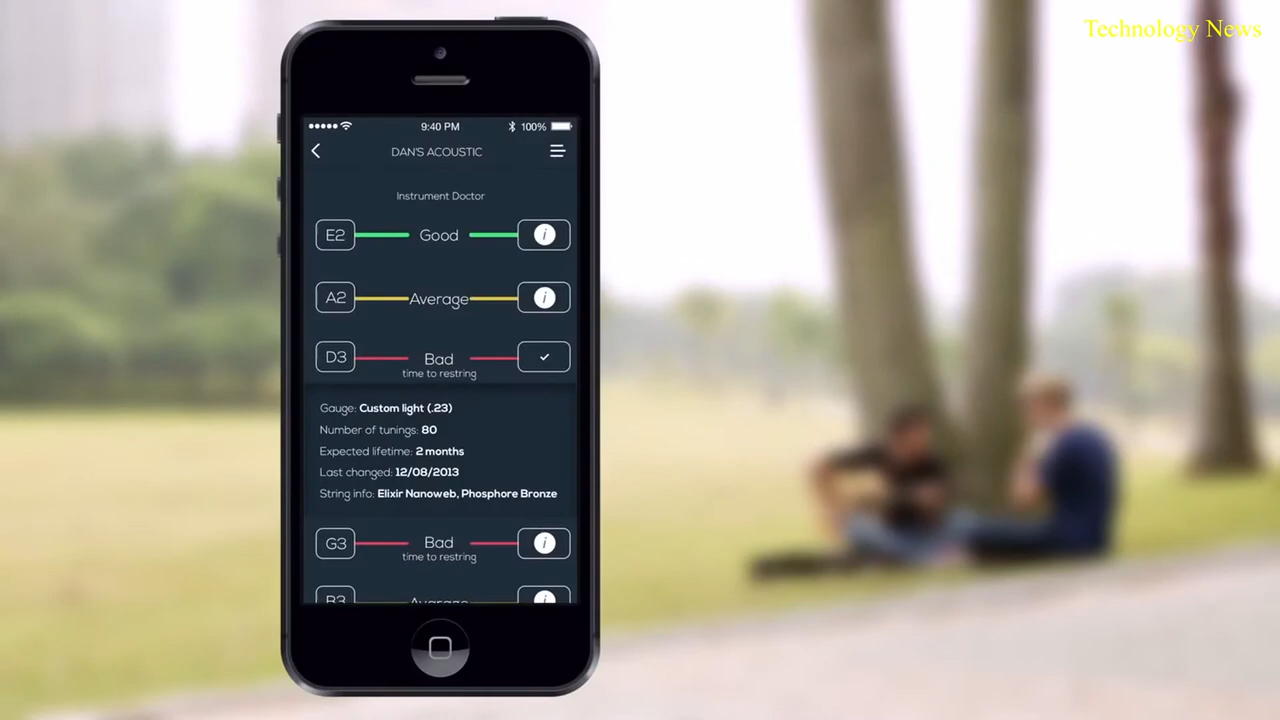 Technology News
9:40 PM
100%
DAN'S ACOUSTIC
Instrument Doctor
E2 Good i
A2 Average i
D3 Bad
time to restring
Gauge: Custom light (.23)
Number of tunings: 80
Expected lifetime: 2 months
Last changed: 12/08/2013
String info: Elixir Nanoweb, Phosphore Bronze
G3 Bad i
time to restring
B3 Average i